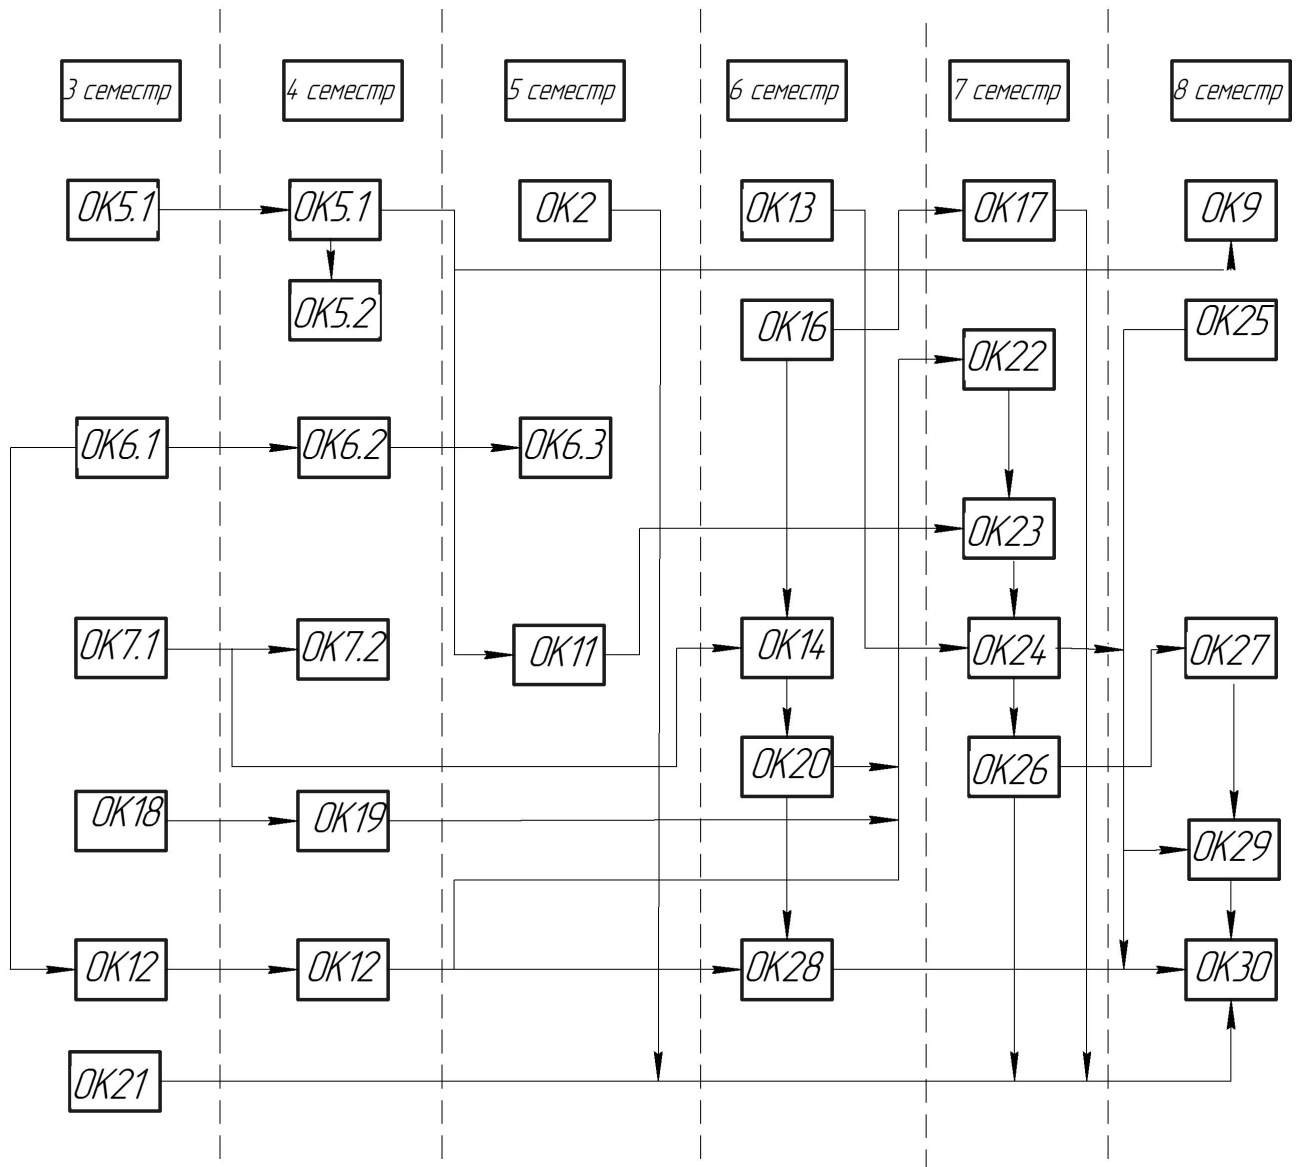 3 семестр
4 семестр
5 семестр
6 семестр
7 семестр
8 семестр
ОК5.1
ОК5.1
ОК2
ОК13
ОК17
ОК9
ОК5.2
ОК16
ОК25
ОК22
ОК6.1
ОК6.2
ОК6.3
ОК23
ОК7.1
ОК7.2
ОК11
ОК14
ОК24
ОК27
ОК20
ОК26
ОК18
ОК19
ОК29
ОК12
ОК12
ОК28
ОК30
ОК21